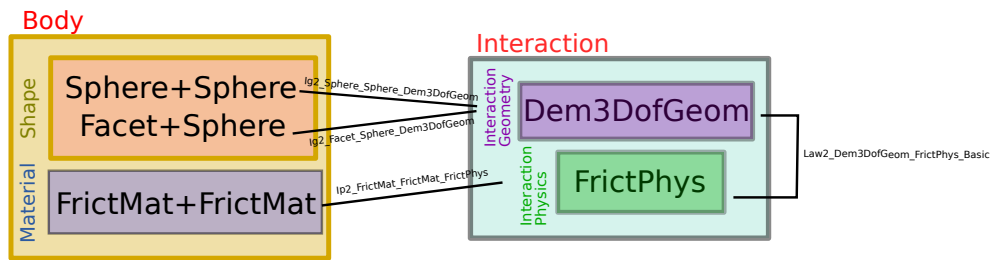 Body
Shape
Sphere+Sphere
Facet+Sphere
Material
FrictMat+FrictMat
Ig2_Sphere_Sphere_Dem3DofGeom
Ig2_Facet_Sphere_Dem3DofGeom
Ip2_FrictMat_FrictMat_FrictPhys
Interaction
Interaction
Geometry
Dem3DofGeom
Interaction
Physics
FrictPhys
Law2_Dem3DofGeom_FrictPhys_Basic